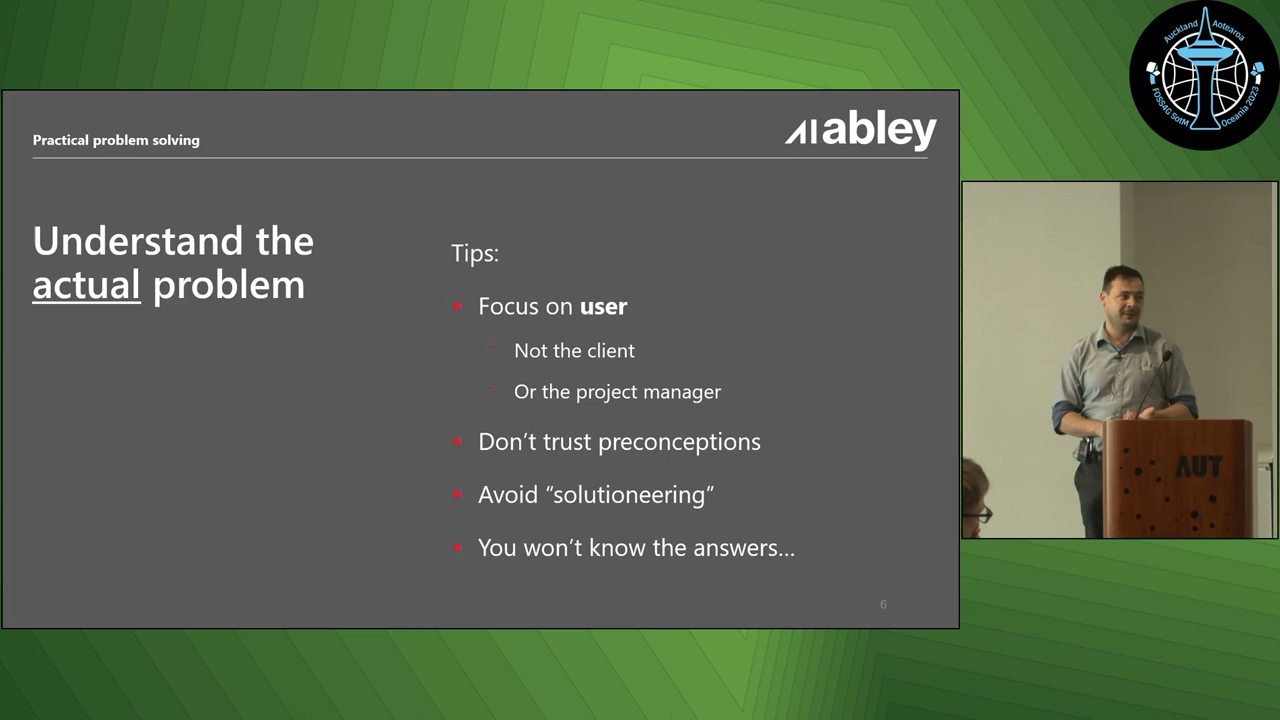 Auckland Aotearoa
FOSS4G SotM Oceania 2023
Practical problem solving
abley
Understand the
actual problem
Tips:
Focus on user
Not the client
Or the project manager
Don’t trust preconceptions
Avoid “solutioneering”
You won’t know the answers...
6
AUT